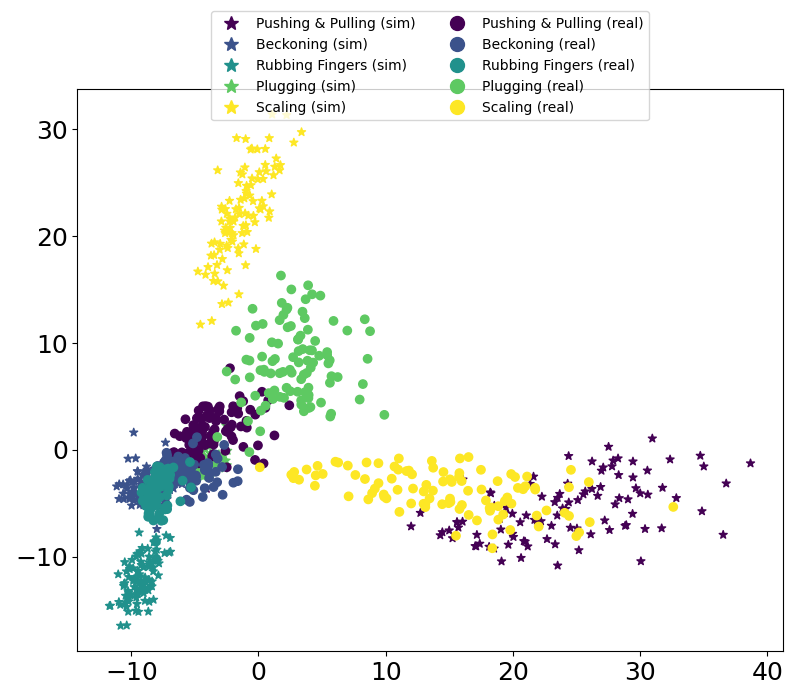 Pushing & Pulling (sim)
Beckoning (sim)
Rubbing Fingers (sim)
Plugging (sim)
Scaling (sim)
Pushing & Pulling (real)
Beckoning (real)
Rubbing Fingers (real)
Plugging (real)
Scaling (real)
30
20
10
0
−10
−10
0
10
20
30
40